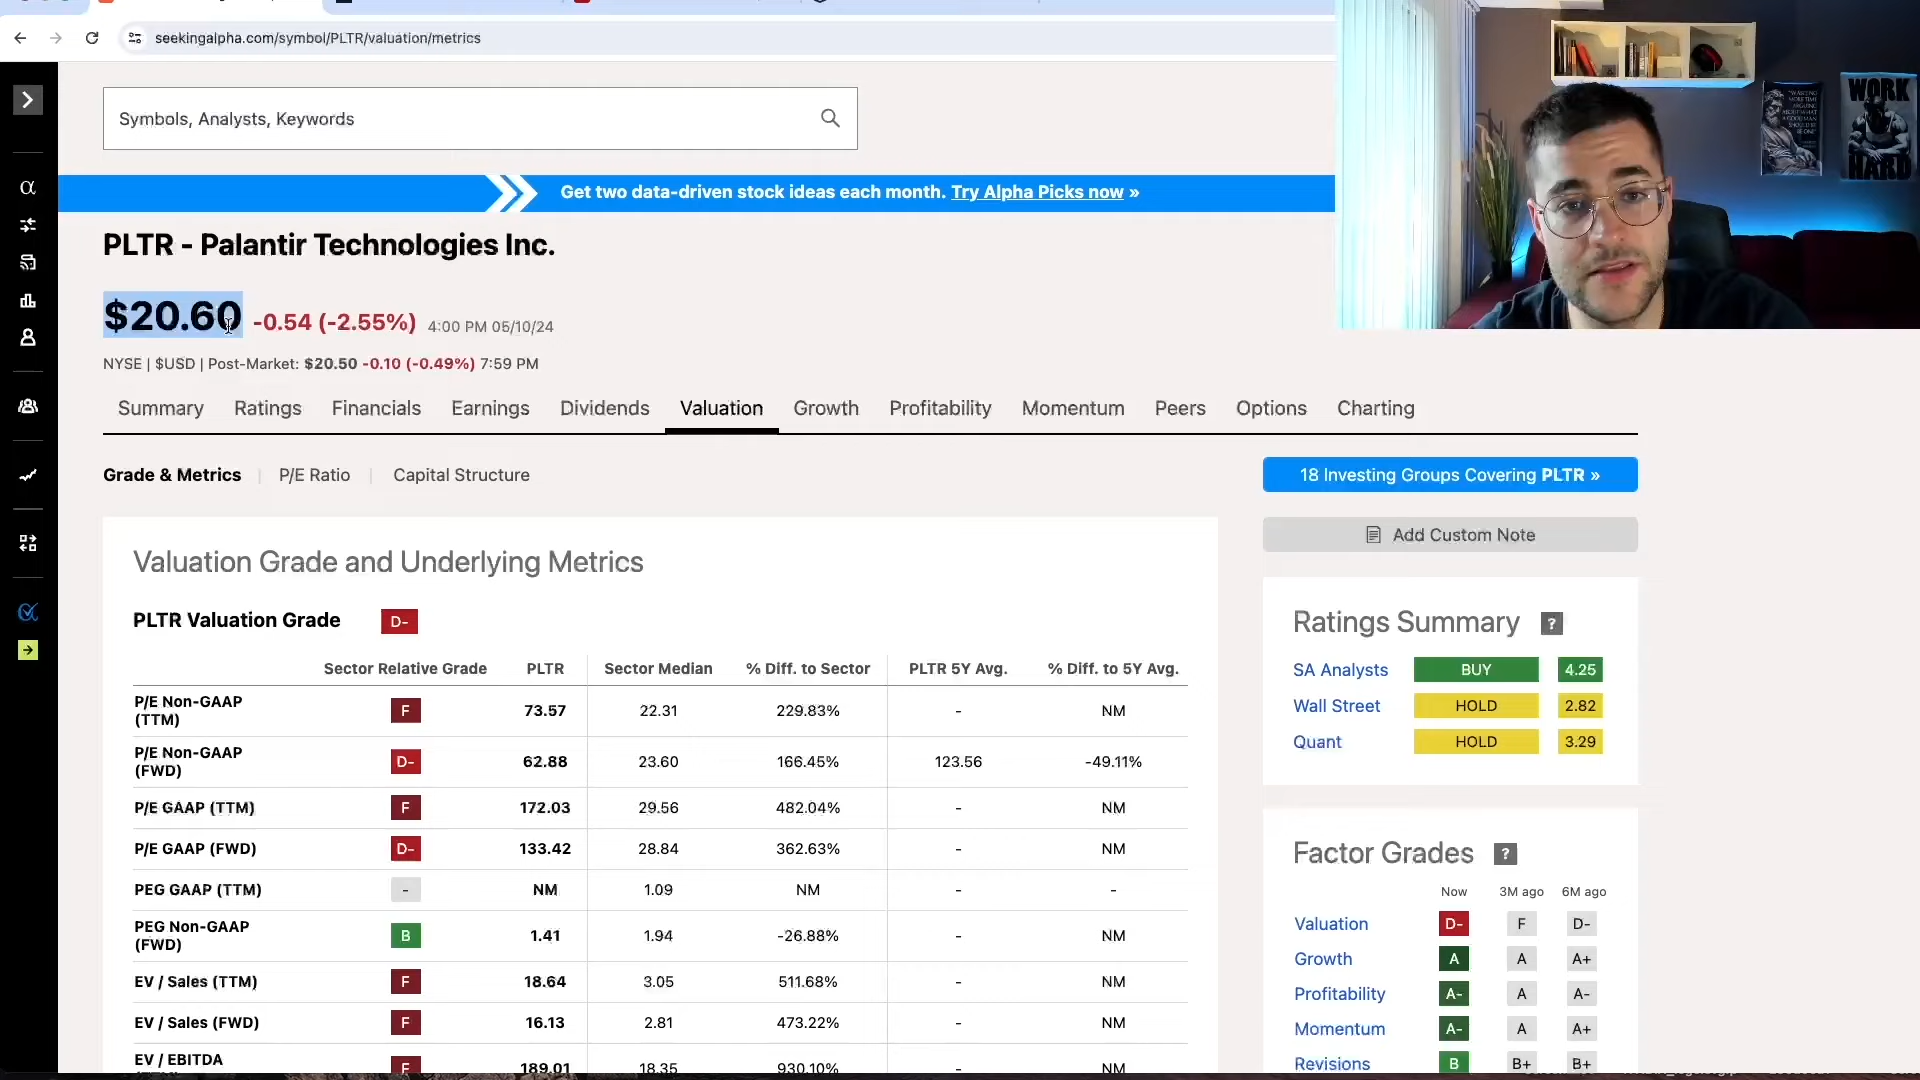 seekingalpha.com/symbol/PLTR/valuation/metrics
Symbols, Analysts, Keywords
Get two data-driven stock ideas each month. Try Alpha Picks now »
PLTR - Palantir Technologies Inc.
$20.60 -0.54 (-2.55%) 4:00 PM 05/10/24
NYSE | $USD | Post-Market: $20.50 -0.10 (-0.49%) 7:59 PM
Summary Ratings Financials Earnings Dividends Valuation Growth Profitability Momentum Peers Options Charting
Grade & Metrics | P/E Ratio | Capital Structure
18 Investing Groups Covering PLTR »
Add Custom Note
Valuation Grade and Underlying Metrics
PLTR Valuation Grade D-
Sector Relative Grade PLTR Sector Median % Diff. to Sector PLTR 5Y Avg. % Diff. to 5Y Avg.
P/E Non-GAAP
(TTM) F 73.57 22.31 229.83% - NM
P/E Non-GAAP
(FWD) D- 62.88 23.60 166.45% 123.56 -49.11%
P/E GAAP (TTM) F 172.03 29.56 482.04% - NM
P/E GAAP (FWD) D- 133.42 28.84 362.63% - NM
PEG GAAP (TTM) - NM 1.09 NM - -
PEG Non-GAAP
(FWD) B 1.41 1.94 -26.88% - NM
EV / Sales (TTM) F 18.64 3.05 511.68% - NM
EV / Sales (FWD) F 16.13 2.81 473.22% - NM
EV / EBITDA
F 189.01 18.35 930.10% - NM
Ratings Summary ?
SA Analysts BUY 4.25
Wall Street HOLD 2.82
Quant HOLD 3.29
Factor Grades ?
Now 3M ago 6M ago
Valuation D- F D-
Growth A A A+
Profitability A- A A-
Momentum A- A A+
Revisions B B+ B+
WORK
HARD